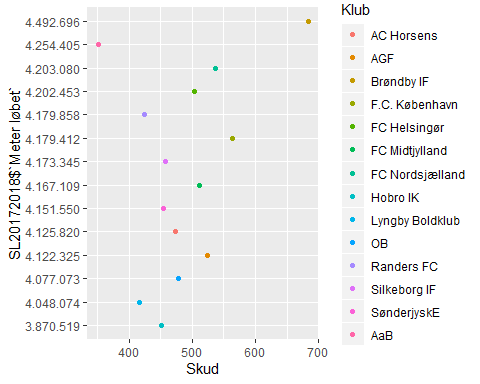 Klub
4.492.696
4.254.405
4.203.080
4.202.453
4.179.858
4.179.412
4.173.345
4.167.109
4.151.550
4.125.820
4.122.325
4.077.073
4.048.074
3.870.519
SL20172018$`Meter løbet`
400
500
600
700
Skud
AC Horsens
AGF
Brøndby IF
F.C. København
FC Helsingør
FC Midtjylland
FC Nordsjælland
Hobro IK
Lyngby Boldklub
OB
Randers FC
Silkeborg IF
SønderjyskE
AaB